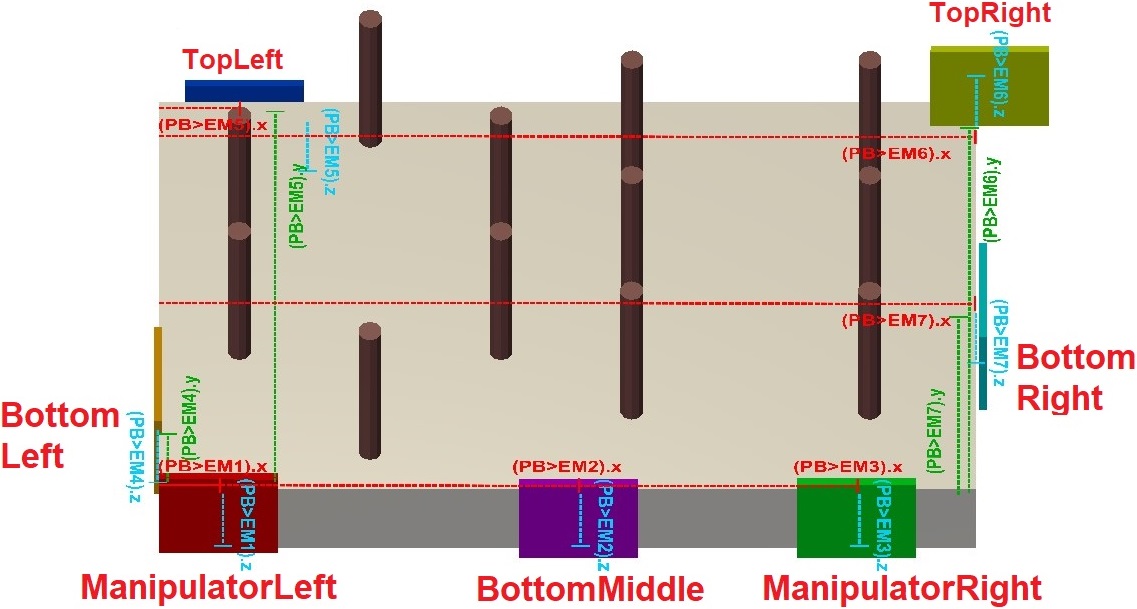 TopRight
TopLeft
(PB>EM6).z
(PB>EM5).x
(PB>EM5).z
(PB>EM6).x
(PB>EM5).y
(PB>EM6).y
(PB>EM7).x
(PB>EM7).z
Bottom
Right
Bottom
Left
(PB>EM4).y
(PB>EM4).z
(PB>EM7).y
(PB>EM1).x
(PB>EM2).x
(PB>EM3).x
(PB>EM1).z
(PB>EM2).z
(PB>EM3).z
ManipulatorLeft
BottomMiddle
ManipulatorRight